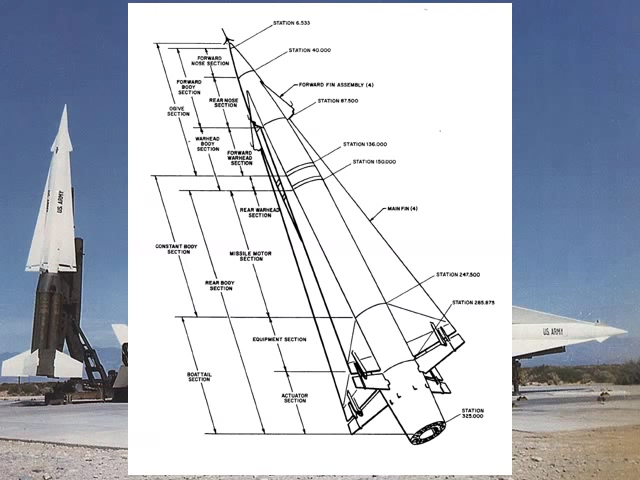 STATION 6.533
STATION 40.000
FORWARD
NOSE SECTION
FORWARD FIN ASSEMBLY (4)
FORWARD
BODY
SECTION
REAR NOSE
SECTION
STATION 87.500
OGIVE
SECTION
WARHEAD
BODY
SECTION
STATION 136.000
FORWARD
WARHEAD
SECTION
STATION 150.000
REAR WARHEAD
SECTION
MAIN FIN (4)
CONSTANT BODY
SECTION
MISSILE MOTOR
SECTION
REAR BODY
SECTION
STATION 247.500
STATION 285.875
EQUIPMENT SECTION
BOATTAIL
SECTION
ACTUATOR
SECTION
STATION
325.000
US ARMY
US ARMY